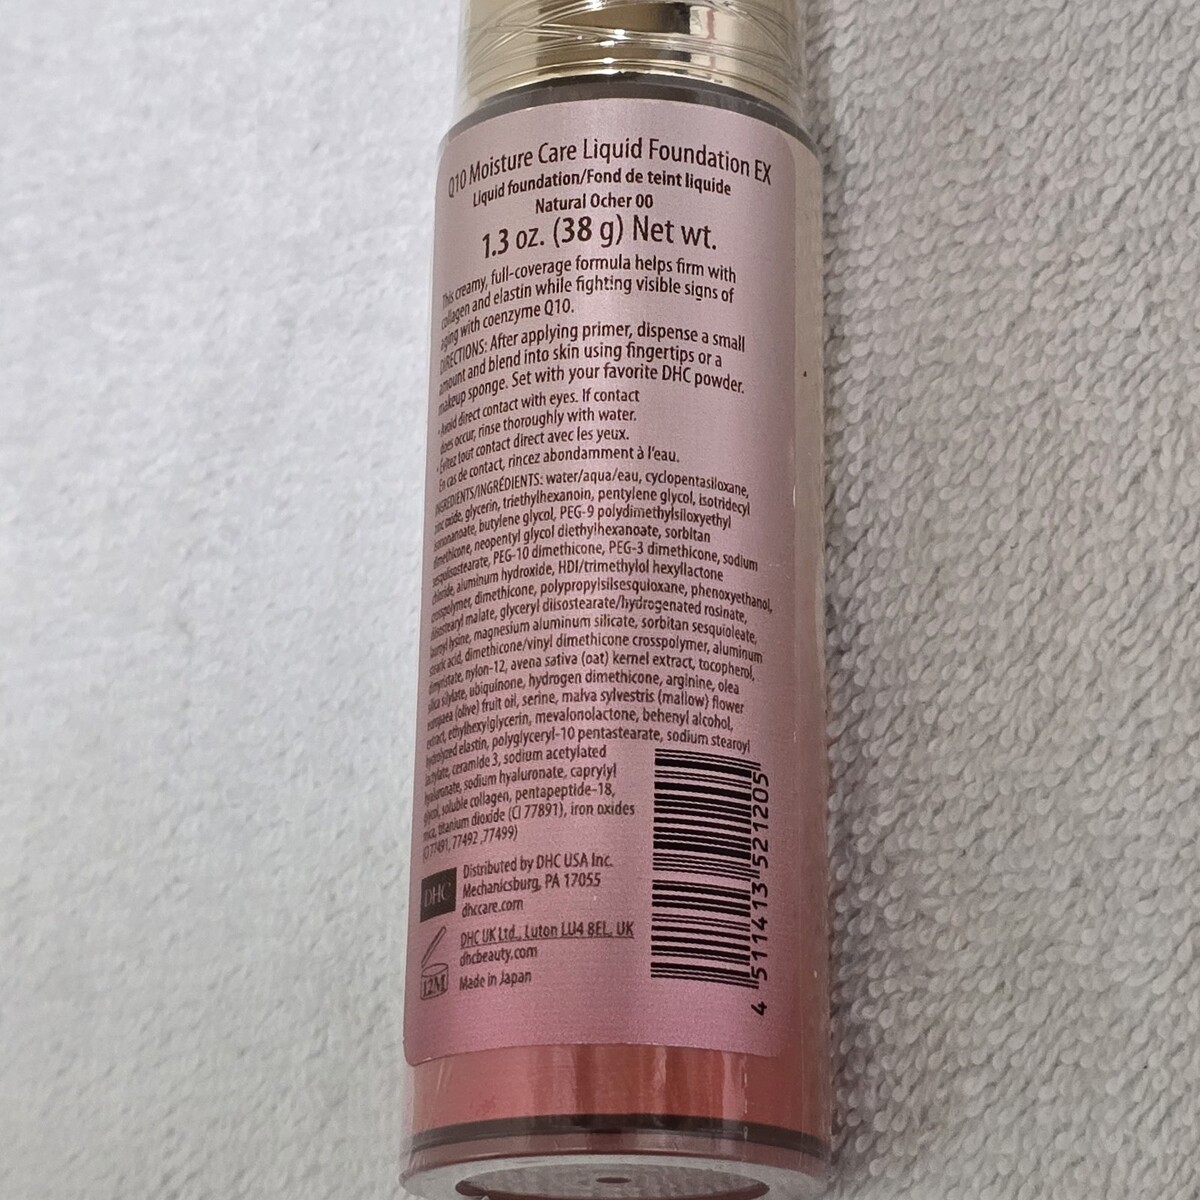 Q10 Moisture Care Liquid Foundation EX
Liquid foundation/Fond de teint liquide
Natural Ocher 00
1.3 oz. (38 g) Net wt.
This creamy, full-coverage formula helps firm with
collagen and elastin while fighting visible signs of
aging with coenzyme Q10.
DIRECTIONS: After applying primer, dispense a small
amount and blend into skin using fingertips or a
makeup sponge. Set with your favorite DHC powder.
• Avoid direct contact with eyes. If contact
does occur, rinse thoroughly with water.
• Évitez tout contact direct avec les yeux.
En cas de contact, rincez abondamment à l'eau.
INGREDIENTS/INGRÉDIENTS: water/aqua/eau, cyclopentasiloxane,
zinc oxide, glycerin, triethylhexanoin, pentylene glycol, isotridecyl
isononanoate, butylene glycol, PEG-9 polydimethylsiloxyethyl
dimethicone, neopentyl glycol diethylhexanoate, sorbitan
sesquiisostearate, PEG-10 dimethicone, PEG-3 dimethicone, sodium
chloride, aluminum hydroxide, HDI/trimethylol hexyllactone
crosspolymer, dimethicone, polypropylsilsesquioxane, phenoxyethanol,
diisostearyl malate, glyceryl diisostearate/hydrogenated rosinate,
lauroyl lysine, magnesium aluminum silicate, sorbitan sesquioleate,
stearic acid, dimethicone/vinyl dimethicone crosspolymer, aluminum
dimyristate, nylon-12, avena sativa (oat) kernel extract, tocopherol,
silica silylate, ubiquinone, hydrogen dimethicone, arginine, olea
europaea (olive) fruit oil, serine, malva sylvestris (mallow) flower
extract, ethylhexylglycerin, mevalonolactone, behenyl alcohol,
hydrolyzed elastin, polyglyceryl-10 pentastearate, sodium stearoyl
lactylate, ceramide 3, sodium acetylated
hyaluronate, sodium hyaluronate, caprylyl
glycol, soluble collagen, pentapeptide-18,
mica, titanium dioxide (CI 77891), iron oxides
(CI 77491, 77492 ,77499)
DHC
Distributed by DHC USA Inc.
Mechanicsburg, PA 17055
dhccare.com
DHC UK Ltd., Luton LU4 8EL, UK
dhcbeauty.com
12M
Made in Japan
4 511413 521205